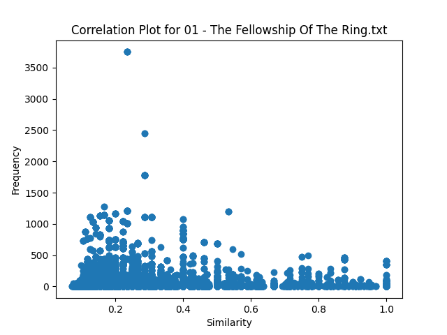 Correlation Plot for 01 - The Fellowship Of The Ring.txt
3500
3000
2500
2000
1500
1000
500
0
Frequency
0.2 0.4 0.6 0.8 1.0
Similarity